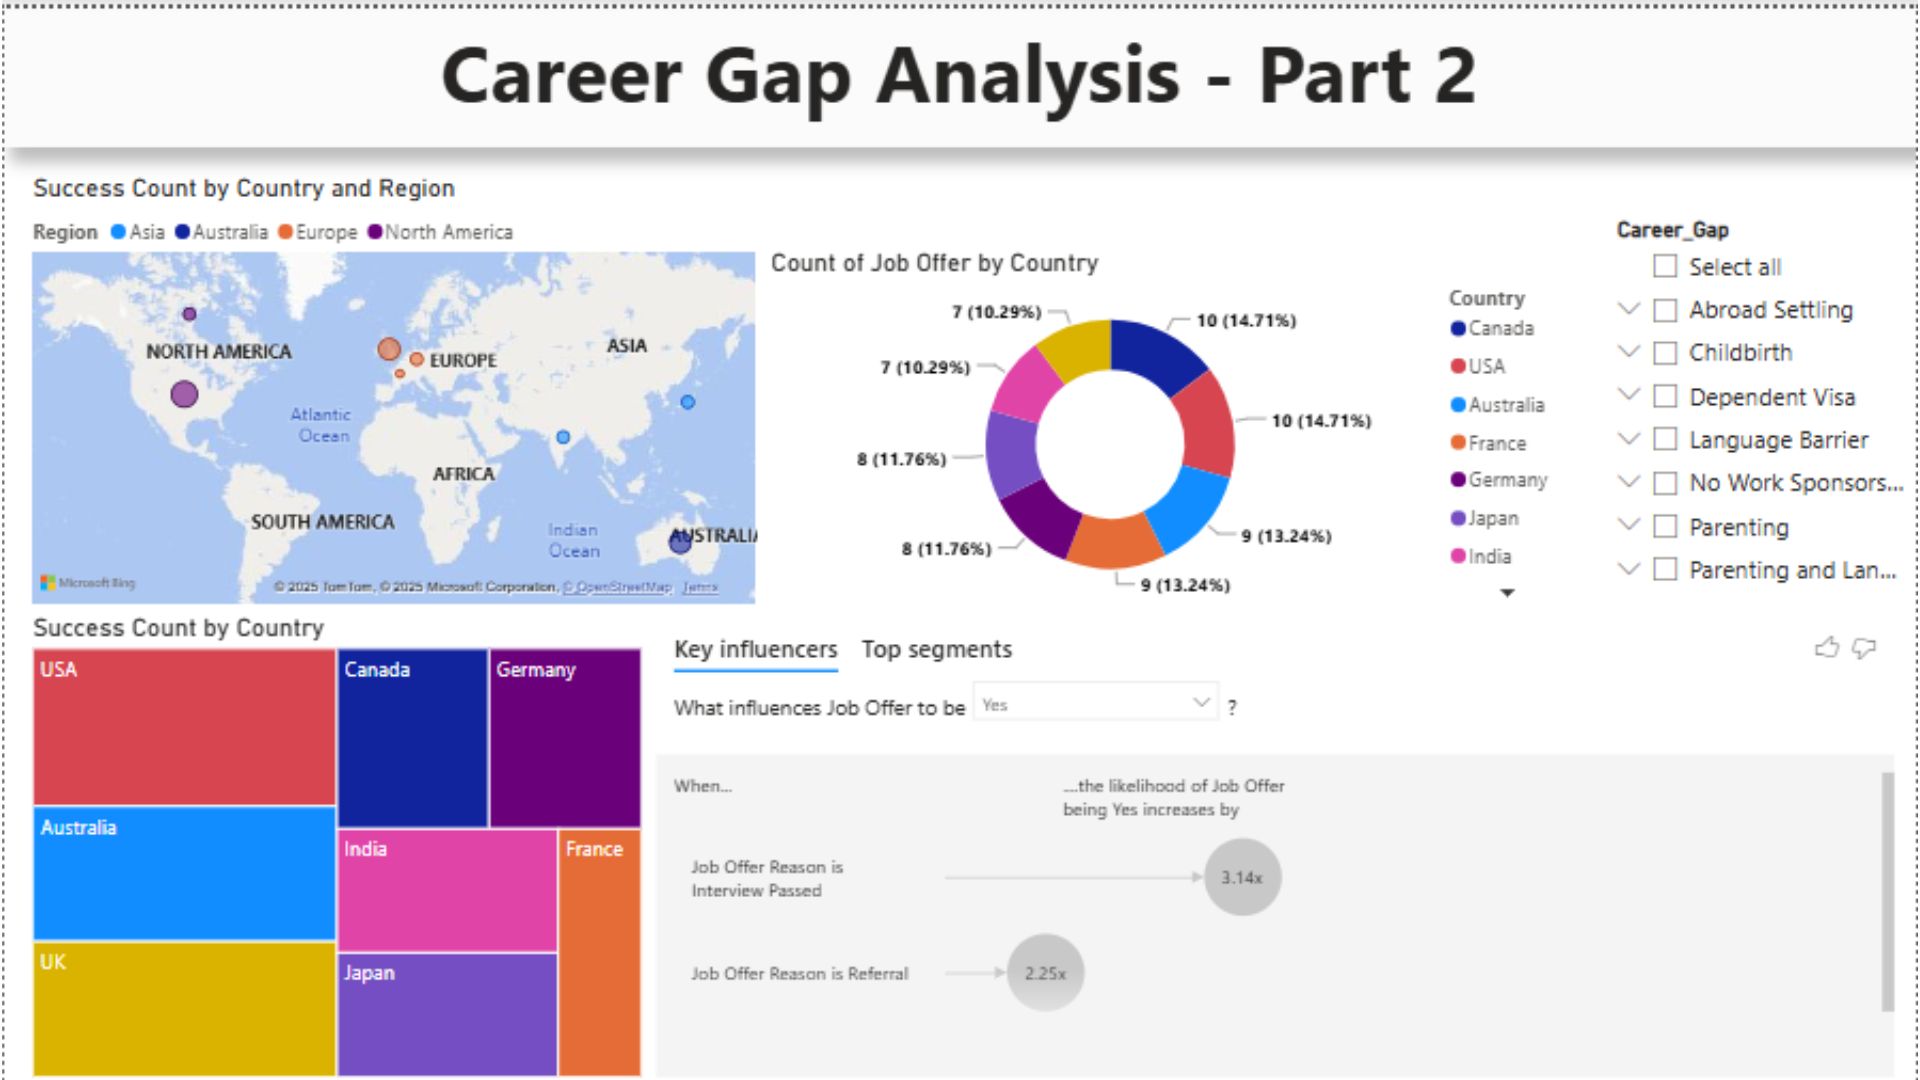 Career Gap Analysis - Part 2
Success Count by Country and Region
Region Asia Australia Europe North America
NORTH AMERICA
EUROPE
ASIA
Atlantic
Ocean
AFRICA
SOUTH AMERICA
Indian
Ocean
AUSTRALIA
Microsoft Bing
© 2025 TomTom, © 2025 Microsoft Corporation, © OpenStreetMap Terms
Count of Job Offer by Country
7 (10.29%)
10 (14.71%)
7 (10.29%)
10 (14.71%)
8 (11.76%)
9 (13.24%)
8 (11.76%)
9 (13.24%)
Country
Canada
USA
Australia
France
Germany
Japan
India
Career_Gap
Select all
Abroad Settling
Childbirth
Dependent Visa
Language Barrier
No Work Sponsors...
Parenting
Parenting and Lan...
Success Count by Country
USA
Canada
Germany
Australia
India
France
UK
Japan
Key influencers Top segments
What influences Job Offer to be Yes ?
When...
....the likelihood of Job Offer
being Yes increases by
Job Offer Reason is
Interview Passed
3.14x
Job Offer Reason is Referral
2.25x